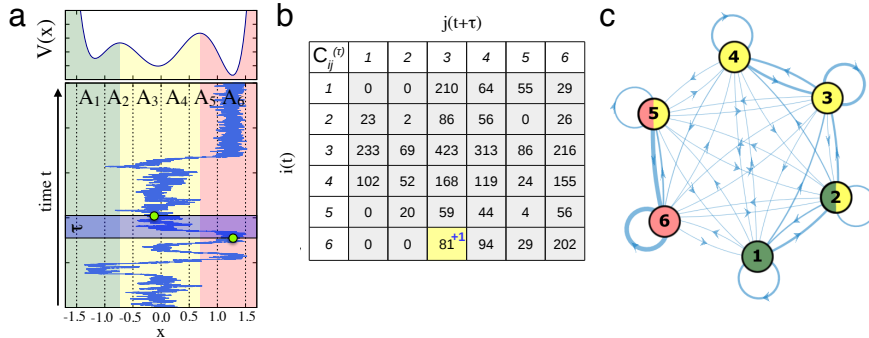 a
V(x)
A1 A2 A3 A4 A5 A6
time t
τ
-1.5 -1.0 -0.5 0.0 0.5 1.0 1.5
x
b
j(t+τ)
i(t)
Cij(τ) 1 2 3 4 5 6
1 0 0 210 64 55 29
2 23 2 86 56 0 26
3 233 69 423 313 86 216
4 102 52 168 119 24 155
5 0 20 59 44 4 56
6 0 0 81+1 94 29 202
c
4
3
5
2
6
1